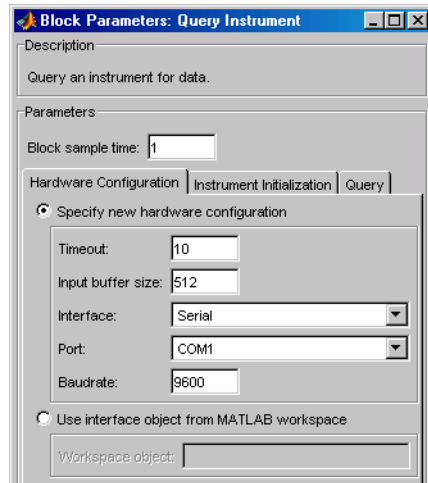 Block Parameters: Query Instrument
Description
Query an instrument for data.
Parameters
Block sample time: 1
Hardware Configuration Instrument Initialization Query
Specify new hardware configuration
Timeout: 10
Input buffer size: 512
Interface: Serial
Port: COM1
Baudrate: 9600
Use interface object from MATLAB workspace
Workspace object: